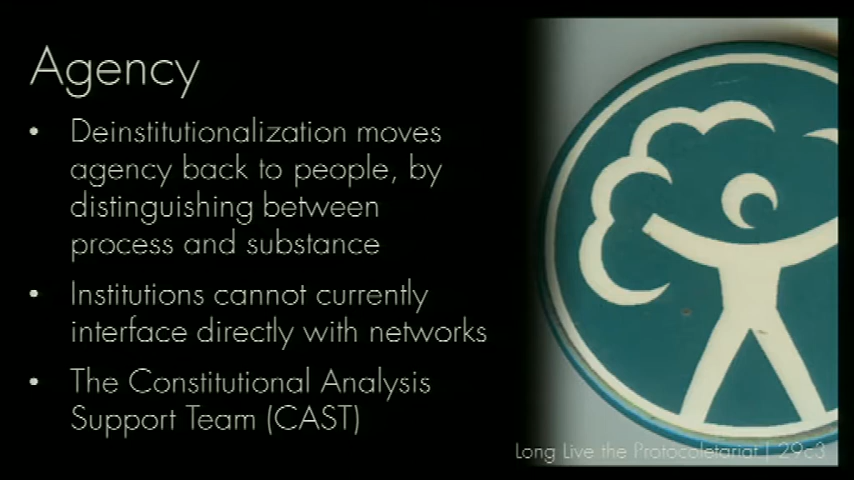 Agency
• Deinstitutionalization moves
agency back to people, by
distinguishing between
process and substance
• Institutions cannot currently
interface directly with networks
• The Constitutional Analysis
Support Team (CAST)
Long Live the Protocoletariat | 29c3